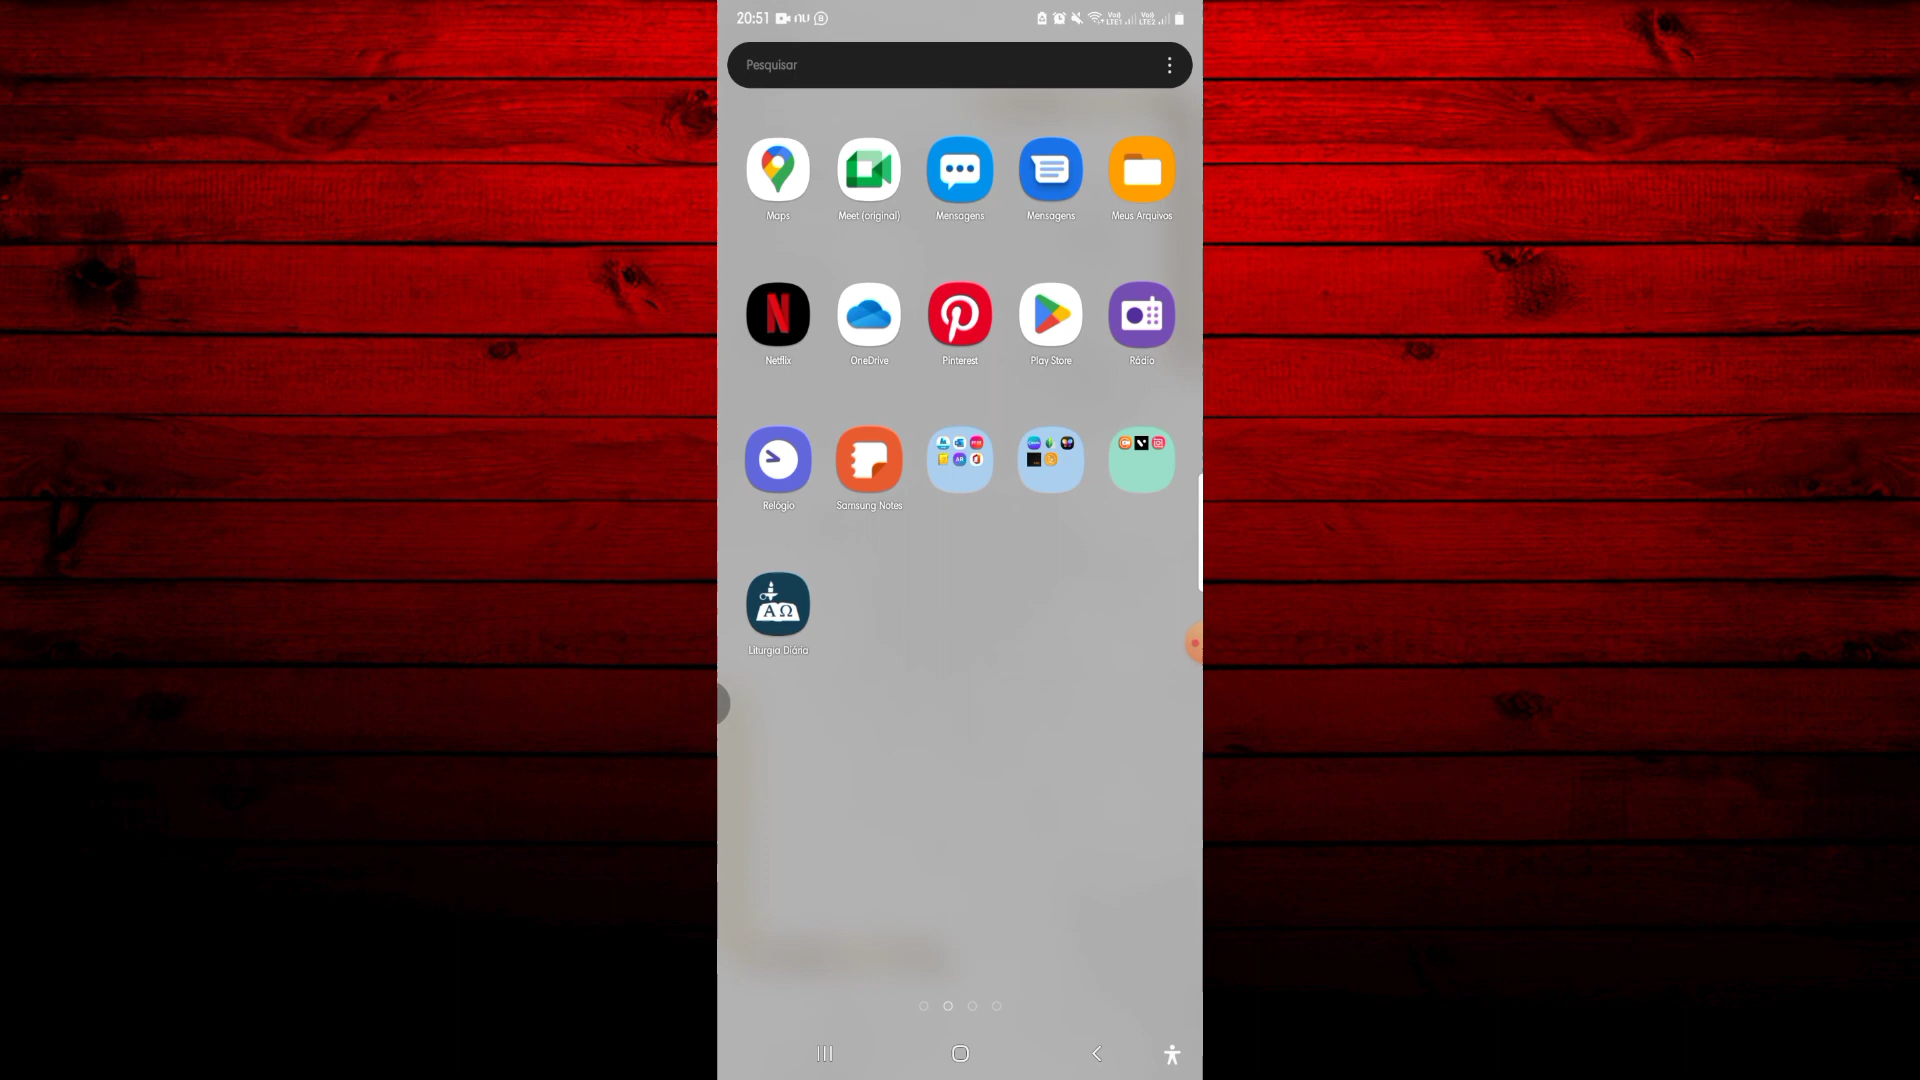 20:51
Pesquisar
Maps
Meet (original)
Mensagens
Mensagens
Meus Arquivos
Netflix
OneDrive
Pinterest
Play Store
Rádio
Relógio
Samsung Notes
Liturgia Diária